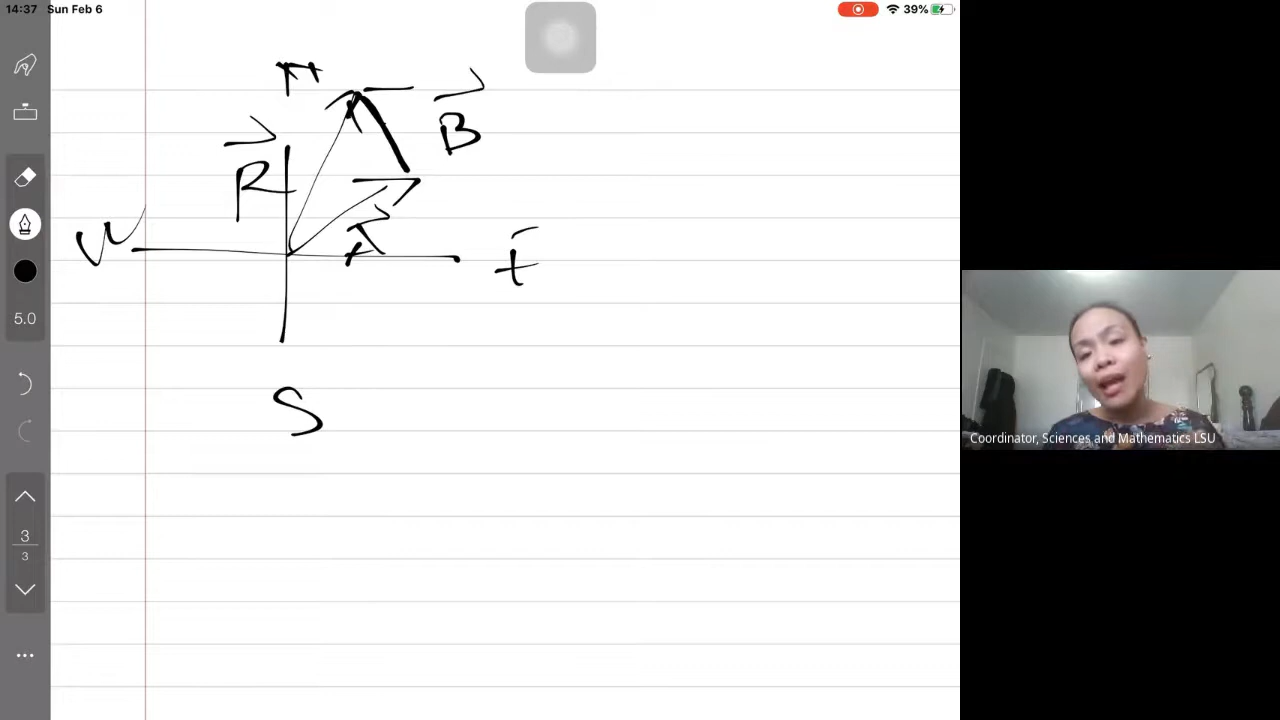 14:37 Sun Feb 6
39%
B
R
W
A
E
S
5.0
3
3
Coordinator, Sciences and Mathematics LSU